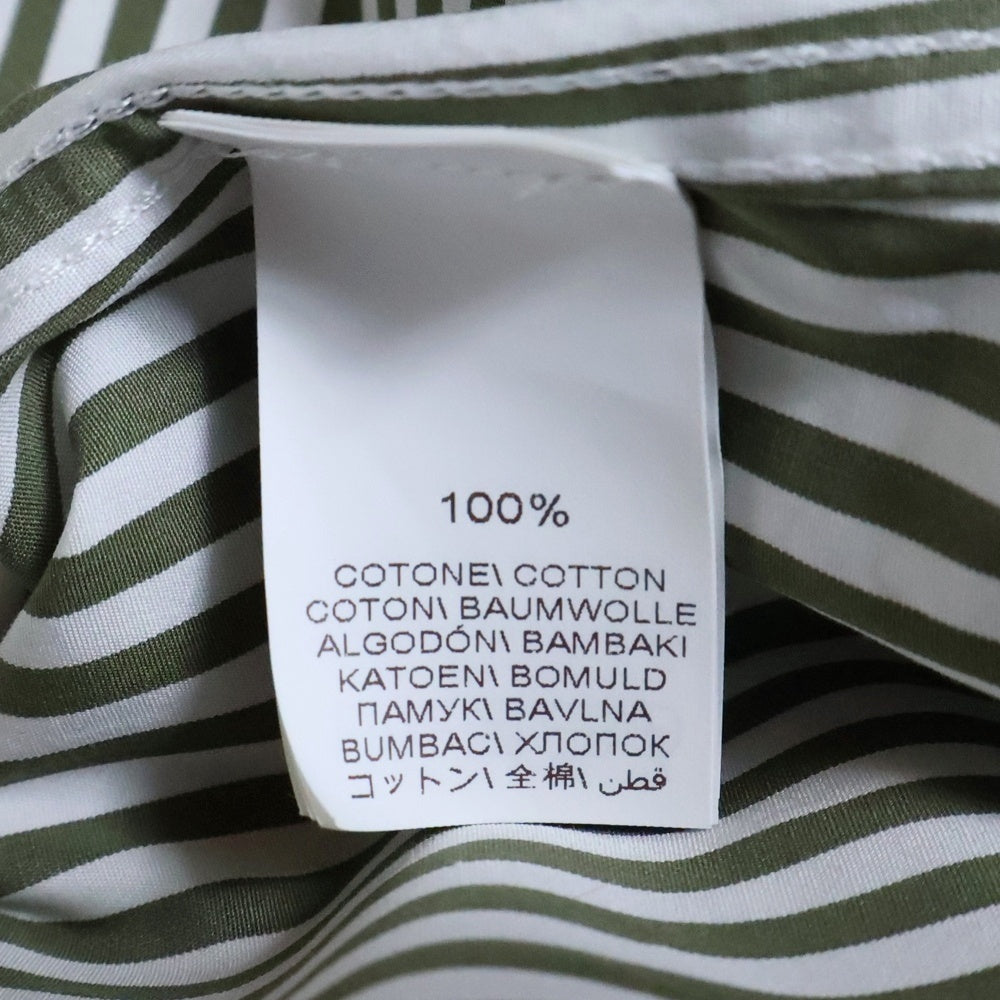 100%
COTONE\ COTTON
COTON\ BAUMWOLLE
ALGODÓN\ BAMBAKI
KATOEN\ BOMULD
ПАМУК\ BAVLNA
BUMBAC\ ХЛОПОК
コットン\ 全棉\ قطن